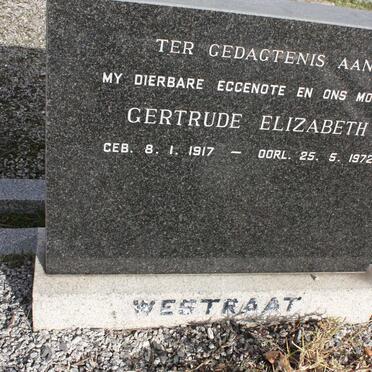 TER GEDAGTENIS AAN
MY DIERBARE EGGENOTE EN ONS MO
GERTRUDE ELIZABETH
GEB. 8. 1. 1917 — OORL. 25. 5. 1972
WESTRAAT